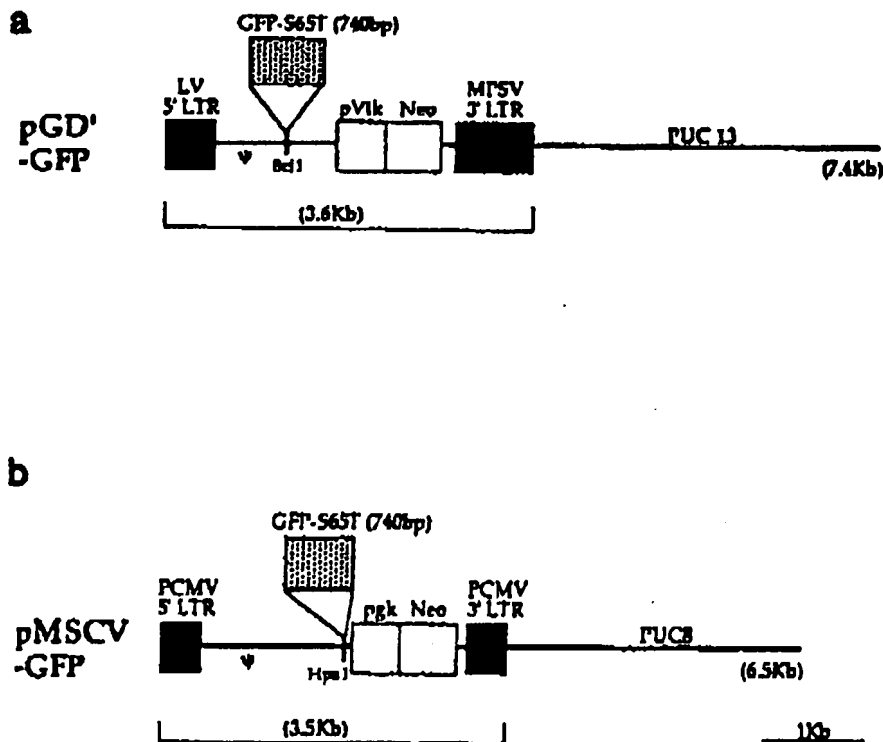 a
GFP-S65T (740bp)
LV
5' LTR
pVik Neo
MPSV
3' LTR
pGD'
-GFP
PUC 13
ψ
Bcl1
(7.4Kb)
(3.6Kb)
b
GFP-S65T (740bp)
PCMV
5' LTR
pgk Neo
PCMV
3' LTR
pMSCV
-GFP
PUC8
ψ
Hpa1
(6.5Kb)
(3.5Kb)
1Kb